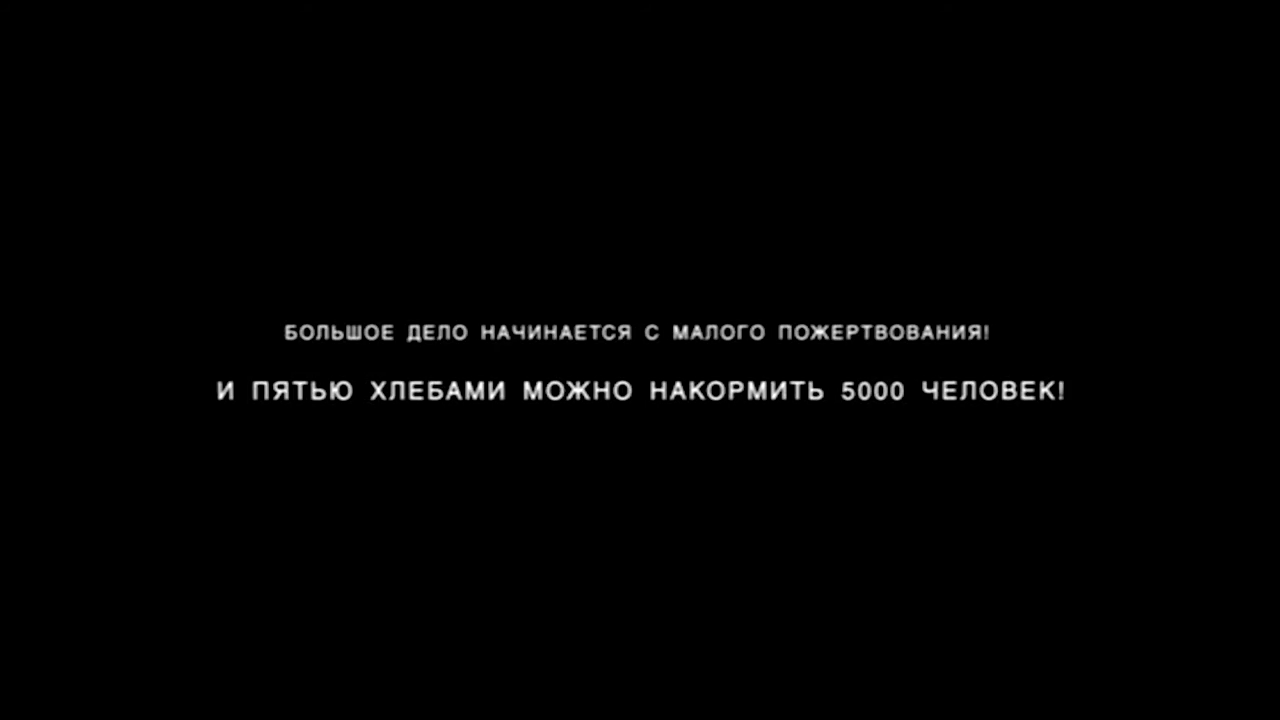 БОЛЬШОЕ ДЕЛО НАЧИНАЕТСЯ С МАЛОГО ПОЖЕРТВОВАНИЯ!
И ПЯТЬЮ ХЛЕБАМИ МОЖНО НАКОРМИТЬ 5000 ЧЕЛОВЕК!